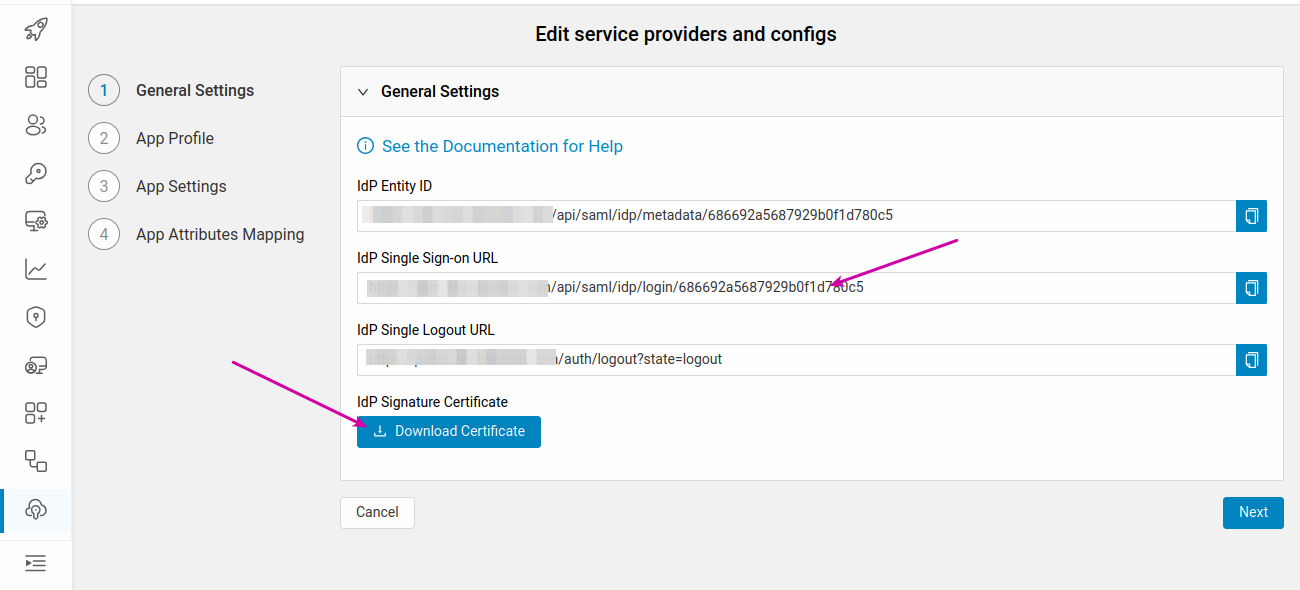 Edit service providers and configs
1 General Settings
2 App Profile
3 App Settings
4 App Attributes Mapping
General Settings
See the Documentation for Help
IdP Entity ID
/api/saml/idp/metadata/686692a5687929b0f1d780c5
IdP Single Sign-on URL
/api/saml/idp/login/686692a5687929b0f1d780c5
IdP Single Logout URL
/auth/logout?state=logout
IdP Signature Certificate
Download Certificate
Cancel
Next